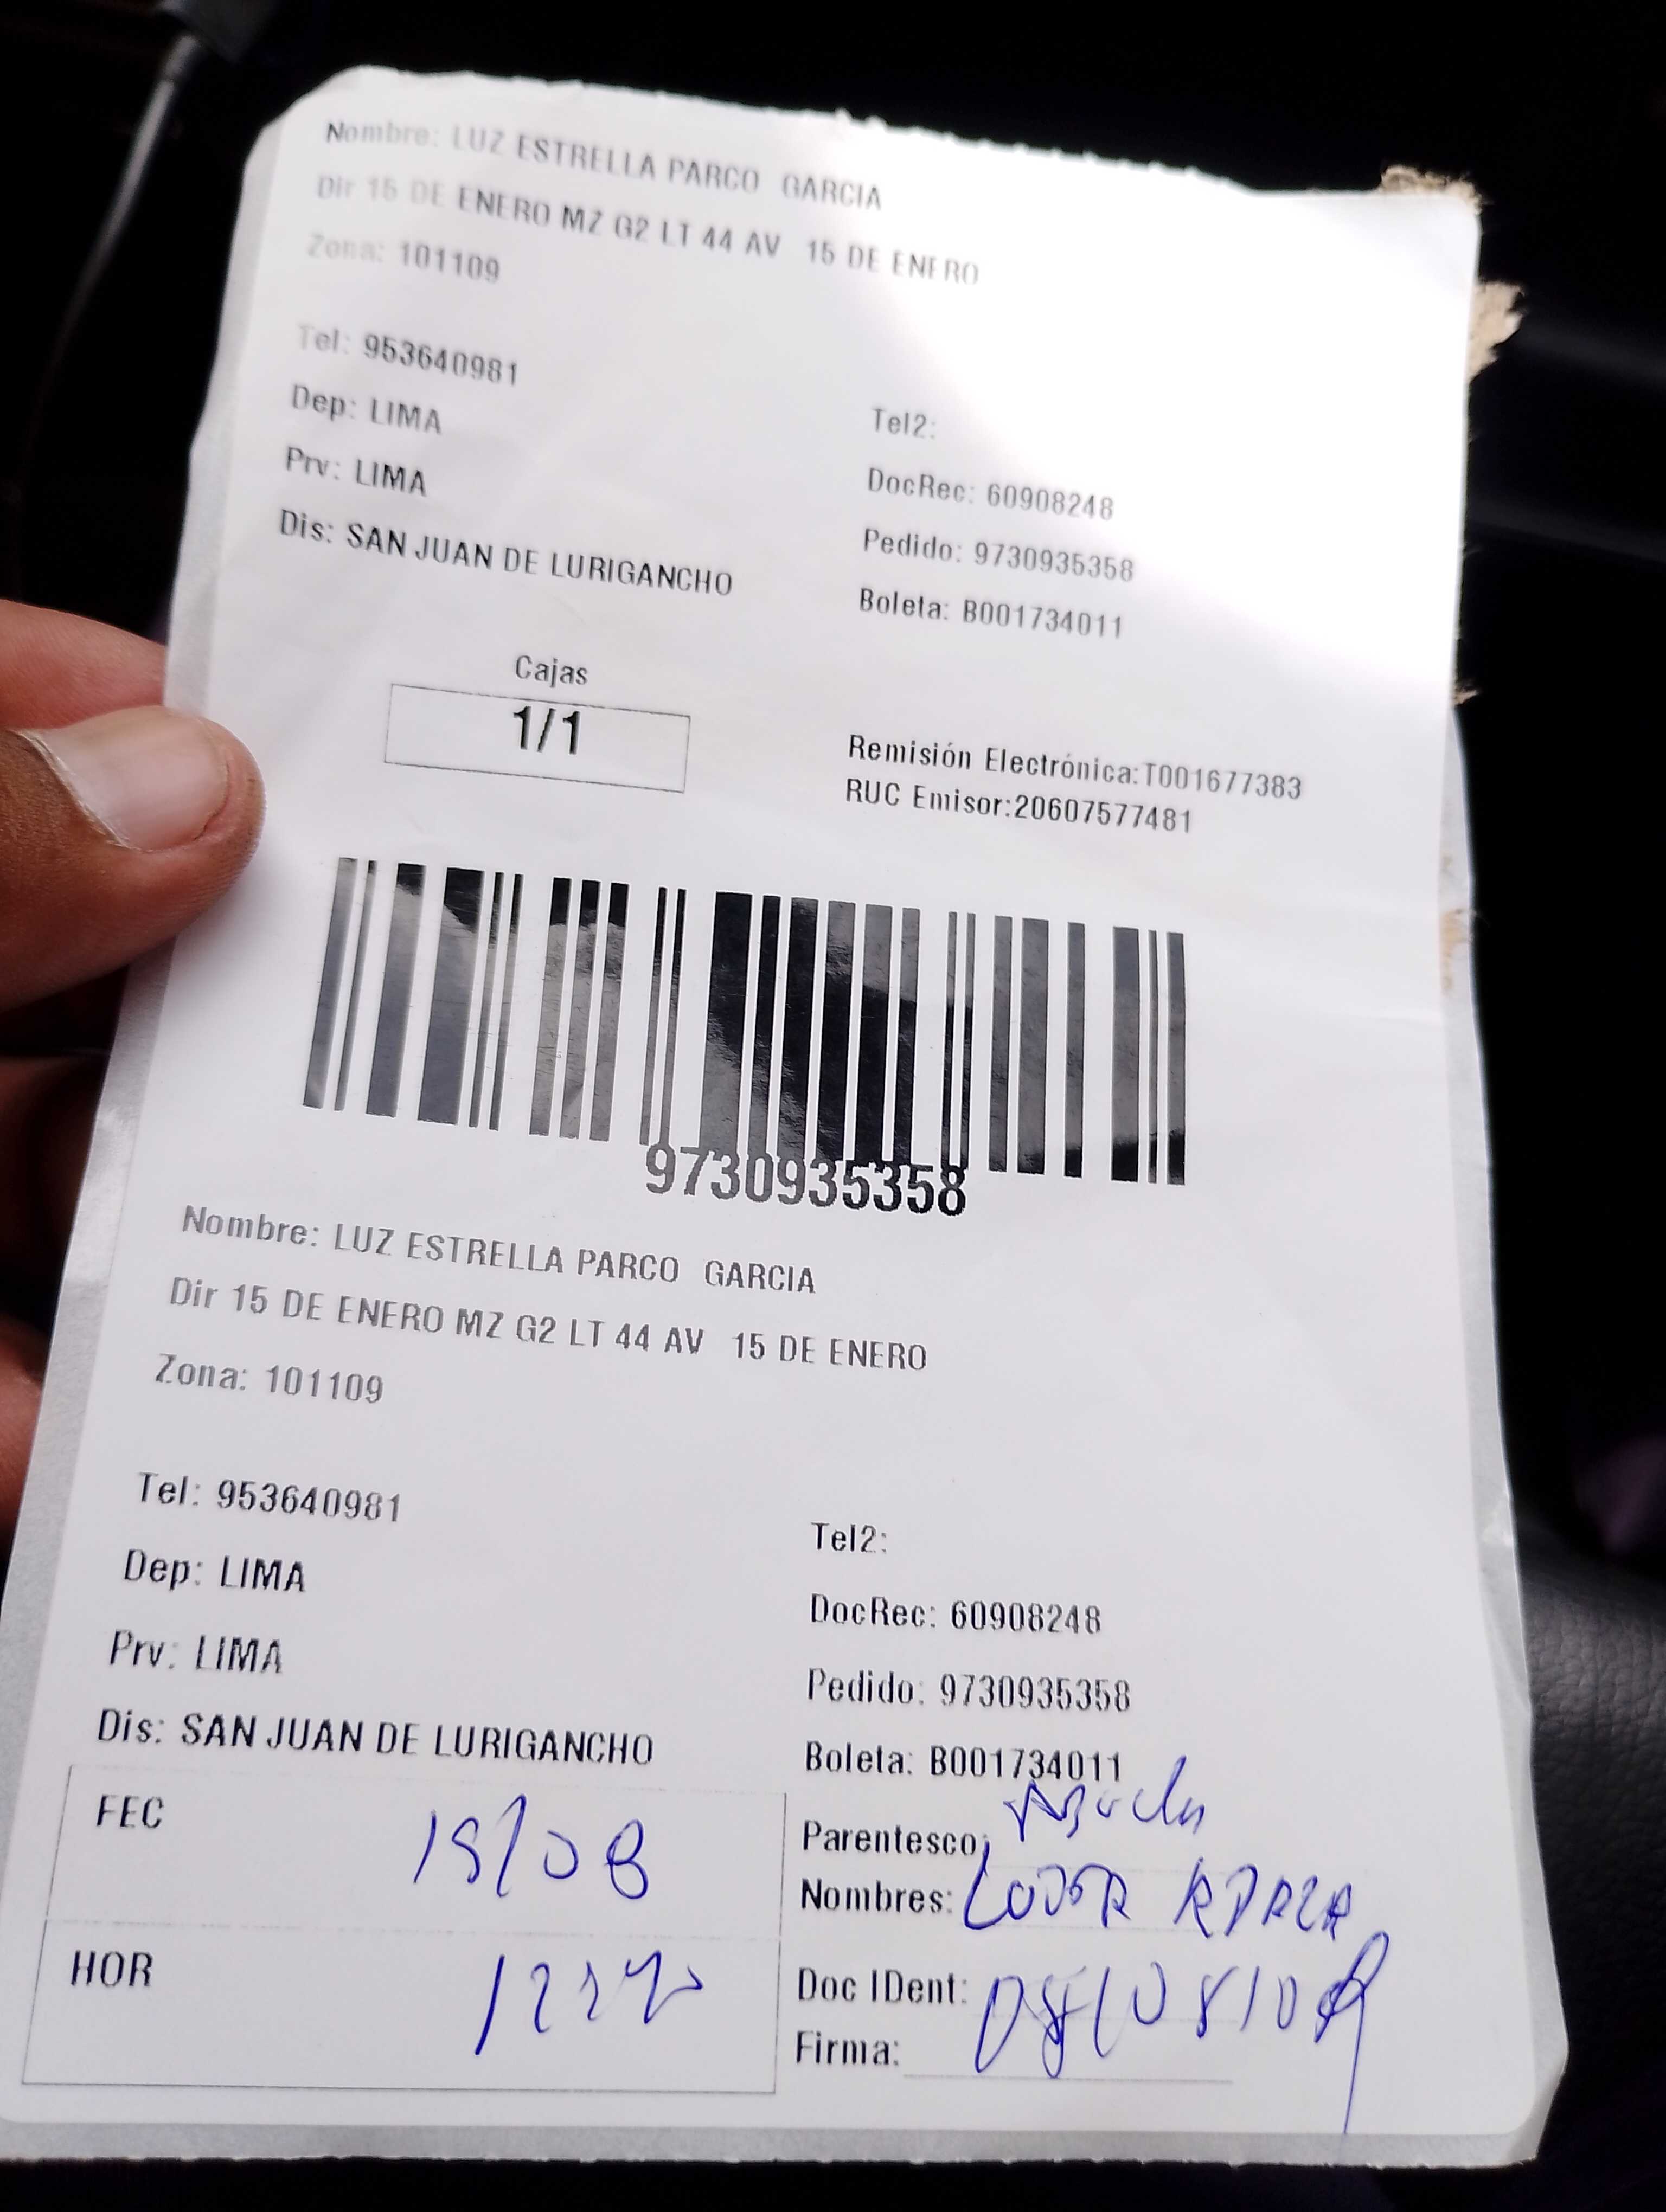 Nombre: LUZ ESTRELLA PARCO GARCIA
Dir 15 DE ENERO MZ G2 LT 44 AV 15 DE ENERO
Zona: 101109
Tel: 953640981
Tel2:
Dep: LIMA
DocRec: 60908248
Prv: LIMA
Pedido: 9730935358
Dis: SAN JUAN DE LURIGANCHO
Boleta: B001734011
Cajas
1/1
Remisión Electrónica:T001677383
RUC Emisor:20607577481
9730935358
Nombre: LUZ ESTRELLA PARCO GARCIA
Dir 15 DE ENERO MZ G2 LT 44 AV 15 DE ENERO
Zona: 101109
Tel: 953640981
Tel2:
Dep: LIMA
DocRec: 60908248
Prv: LIMA
Pedido: 9730935358
Dis: SAN JUAN DE LURIGANCHO
Boleta: B001734011
FEC 19/08
Parentesco:
Nombres:
HOR
Doc IDent:
Firma: